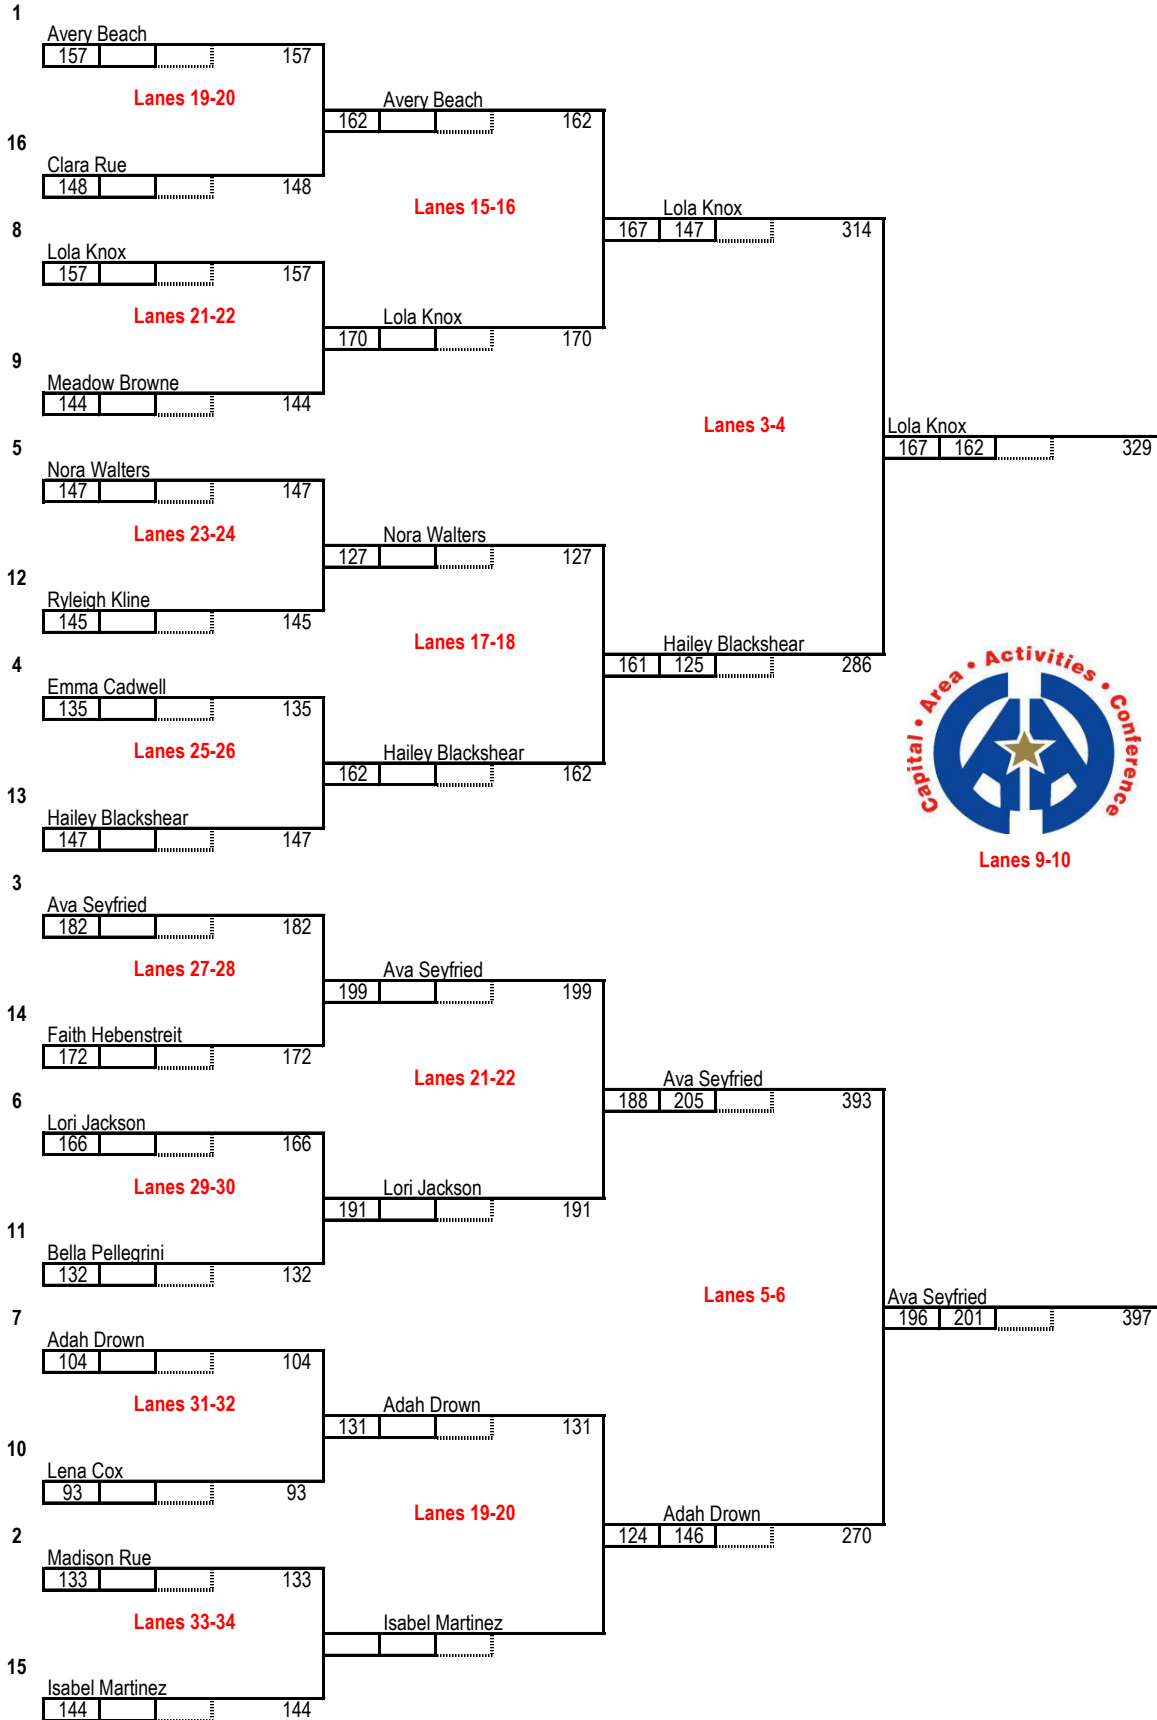 1
Avery Beach
157 157
Lanes 19-20
Avery Beach
162 162
16
Clara Rue
148 148
Lanes 15-16
Lola Knox
167 147 314
8
Lola Knox
157 157
Lanes 21-22
Lola Knox
170 170
9
Meadow Browne
144 144
Lanes 3-4
Lola Knox
167 162 329
5
Nora Walters
147 147
Lanes 23-24
Nora Walters
127 127
12
Ryleigh Kline
145 145
Lanes 17-18
Hailey Blackshear
161 125 286
4
Emma Cadwell
135 135
Lanes 25-26
Hailey Blackshear
162 162
13
Hailey Blackshear
147 147
Capital • Area • Activities • Conference
Lanes 9-10
3
Ava Seyfried
182 182
Lanes 27-28
Ava Seyfried
199 199
14
Faith Hebenstreit
172 172
Lanes 21-22
Ava Seyfried
188 205 393
6
Lori Jackson
166 166
Lanes 29-30
Lori Jackson
191 191
11
Bella Pellegrini
132 132
Lanes 5-6
Ava Seyfried
196 201 397
7
Adah Drown
104 104
Lanes 31-32
Adah Drown
131 131
10
Lena Cox
93 93
Lanes 19-20
Adah Drown
124 146 270
2
Madison Rue
133 133
Lanes 33-34
Isabel Martinez
15
Isabel Martinez
144 144